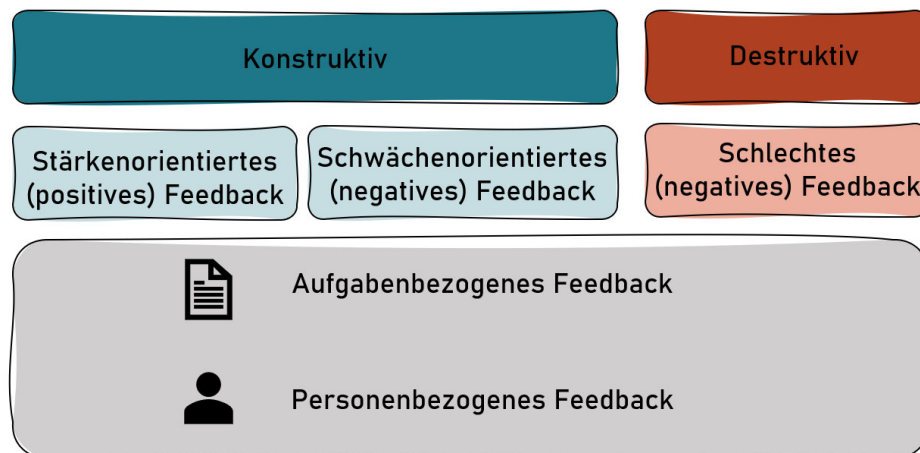 Konstruktiv
Destruktiv
Stärkenorientiertes
(positives) Feedback
Schwächenorientiertes
(negatives) Feedback
Schlechtes
(negatives) Feedback
Aufgabenbezogenes Feedback
Personenbezogenes Feedback